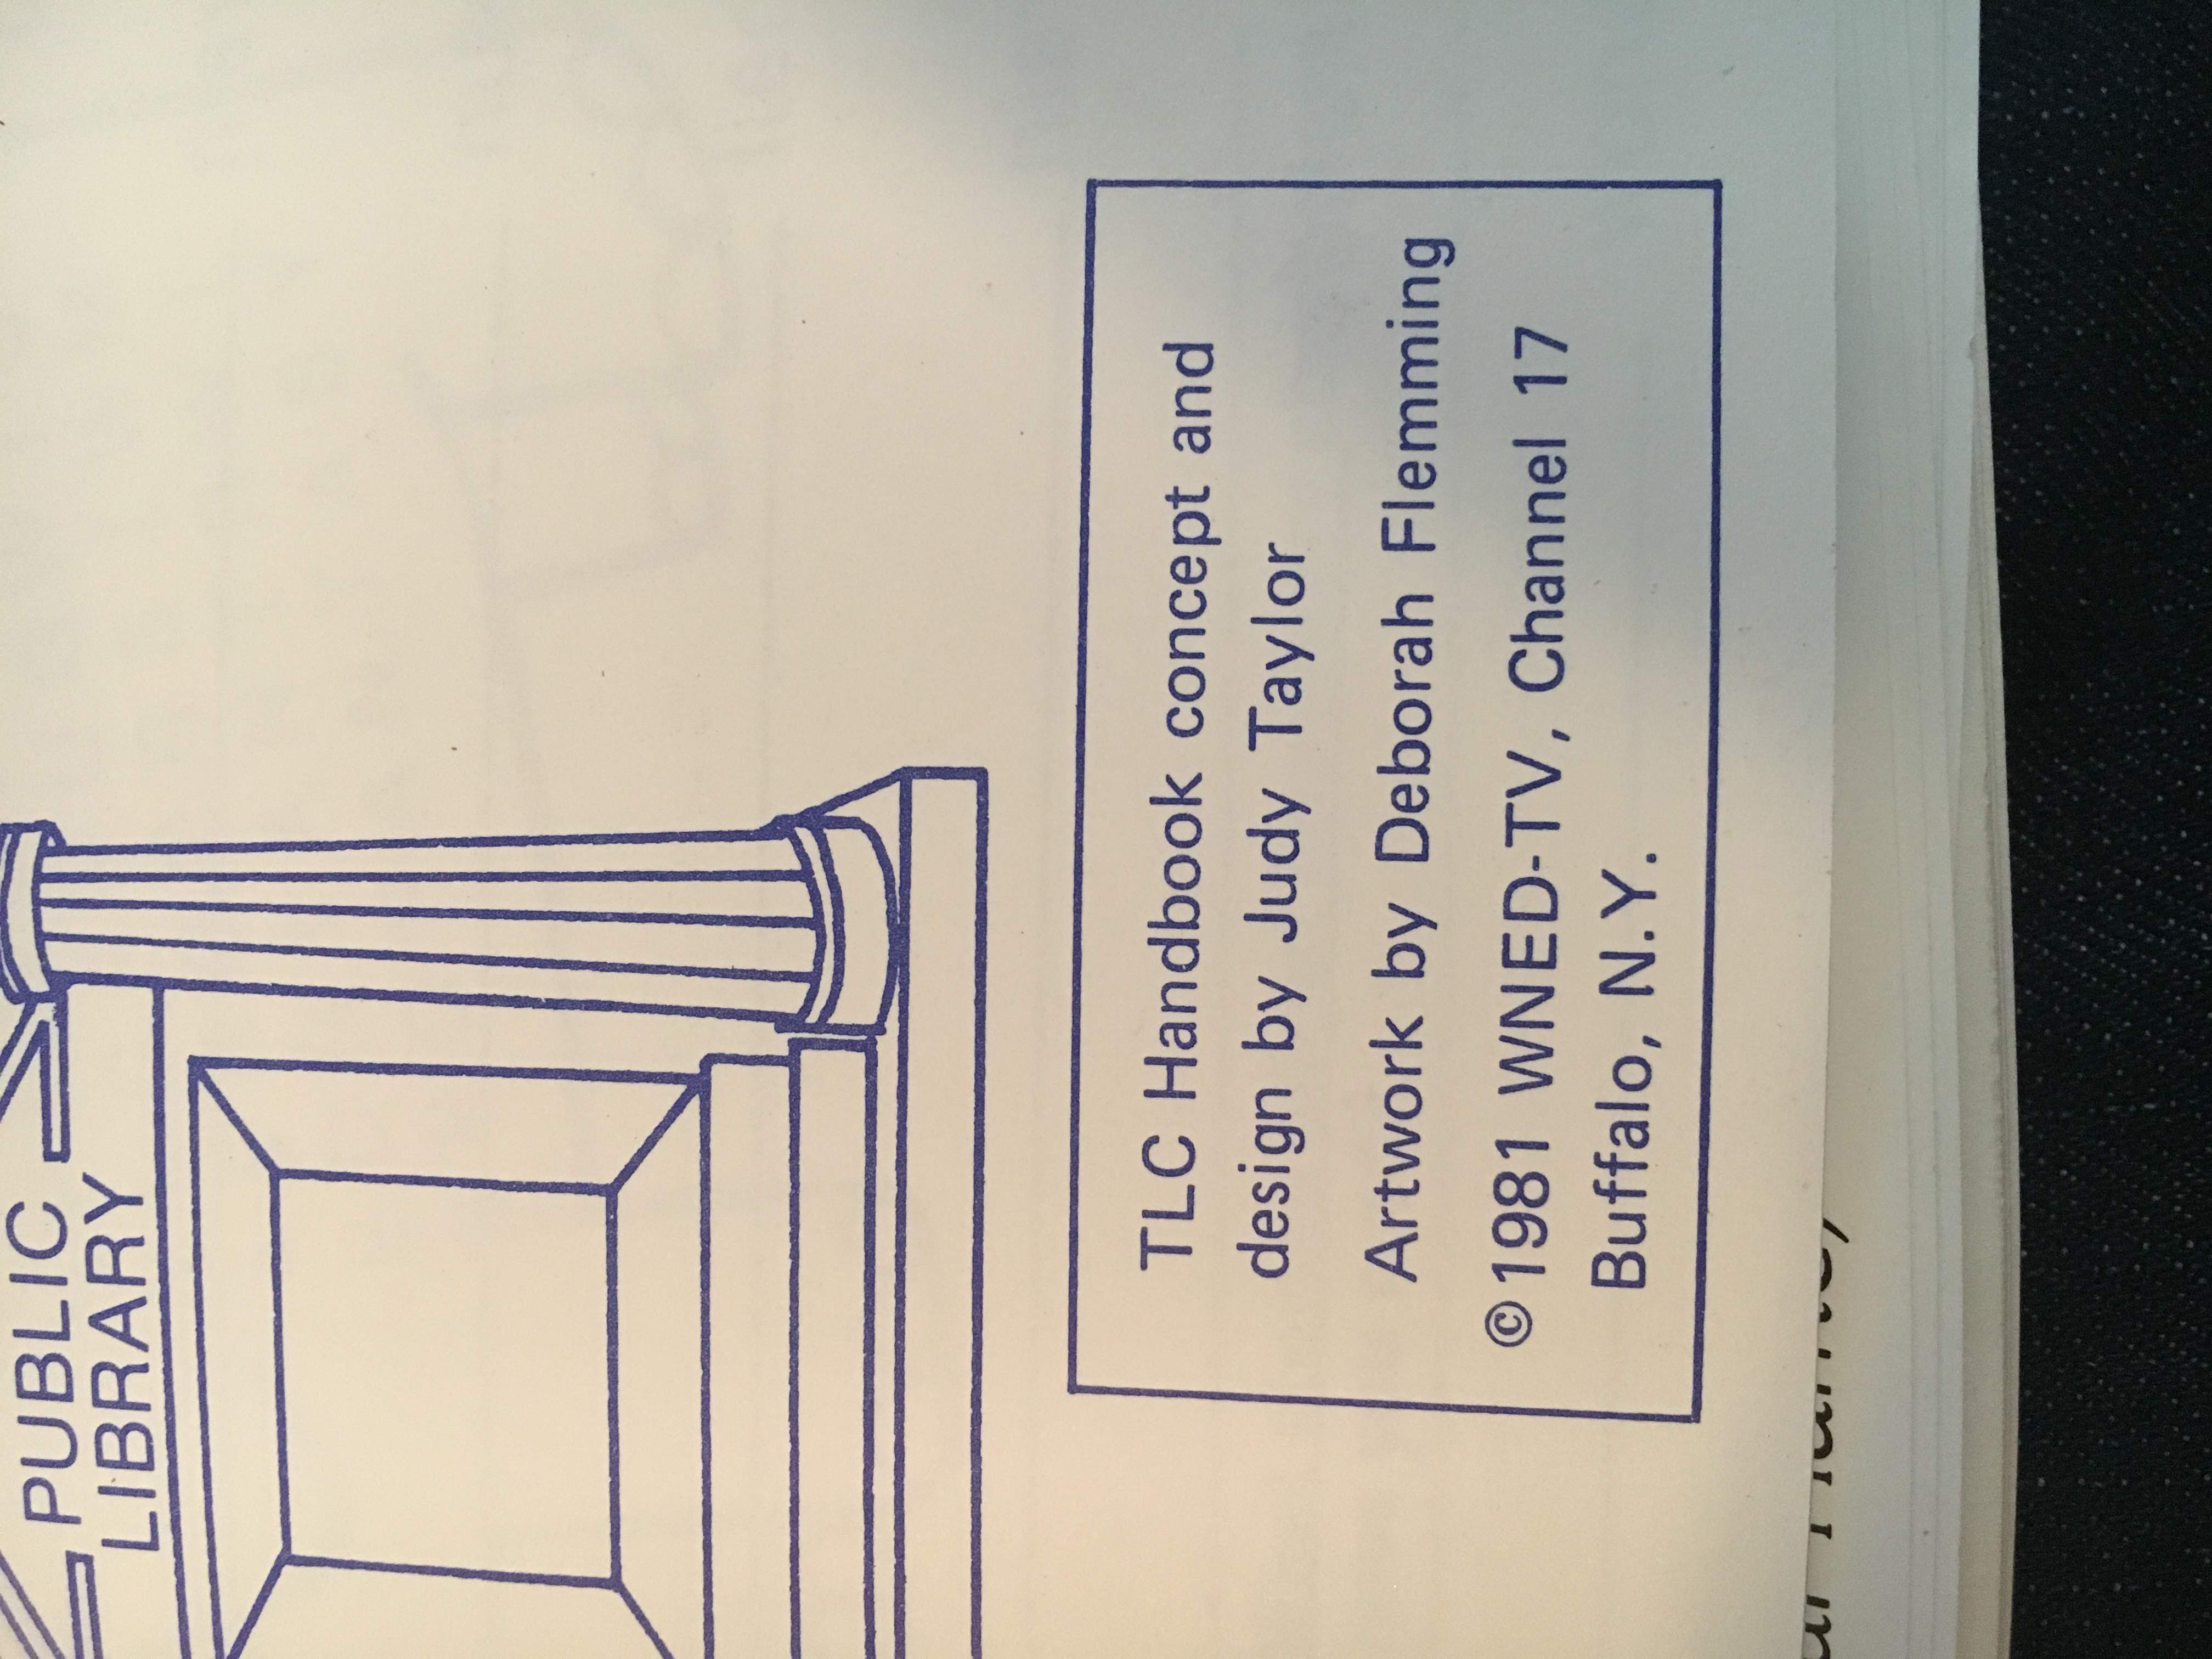 PUBLIC
LIBRARY
TLC Handbook concept and
design by Judy Taylor
Artwork by Deborah Flemming
©1981 WNED-TV, Channel 17
Buffalo, N.Y.